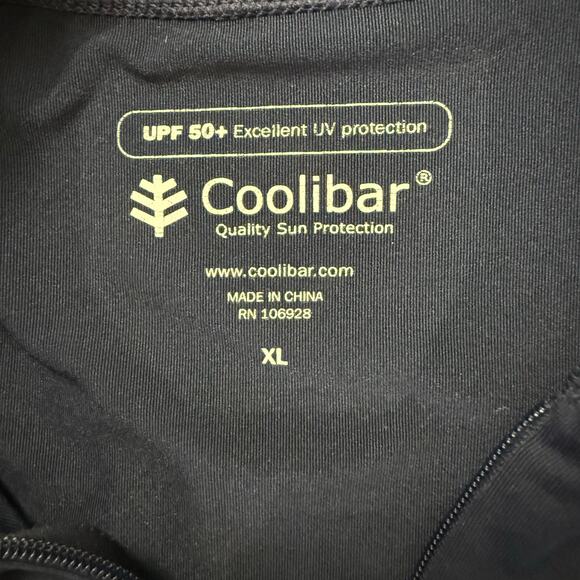 UPF 50+ Excellent UV protection
Coolibar®
Quality Sun Protection
www.coolibar.com
MADE IN CHINA
RN 106928
XL